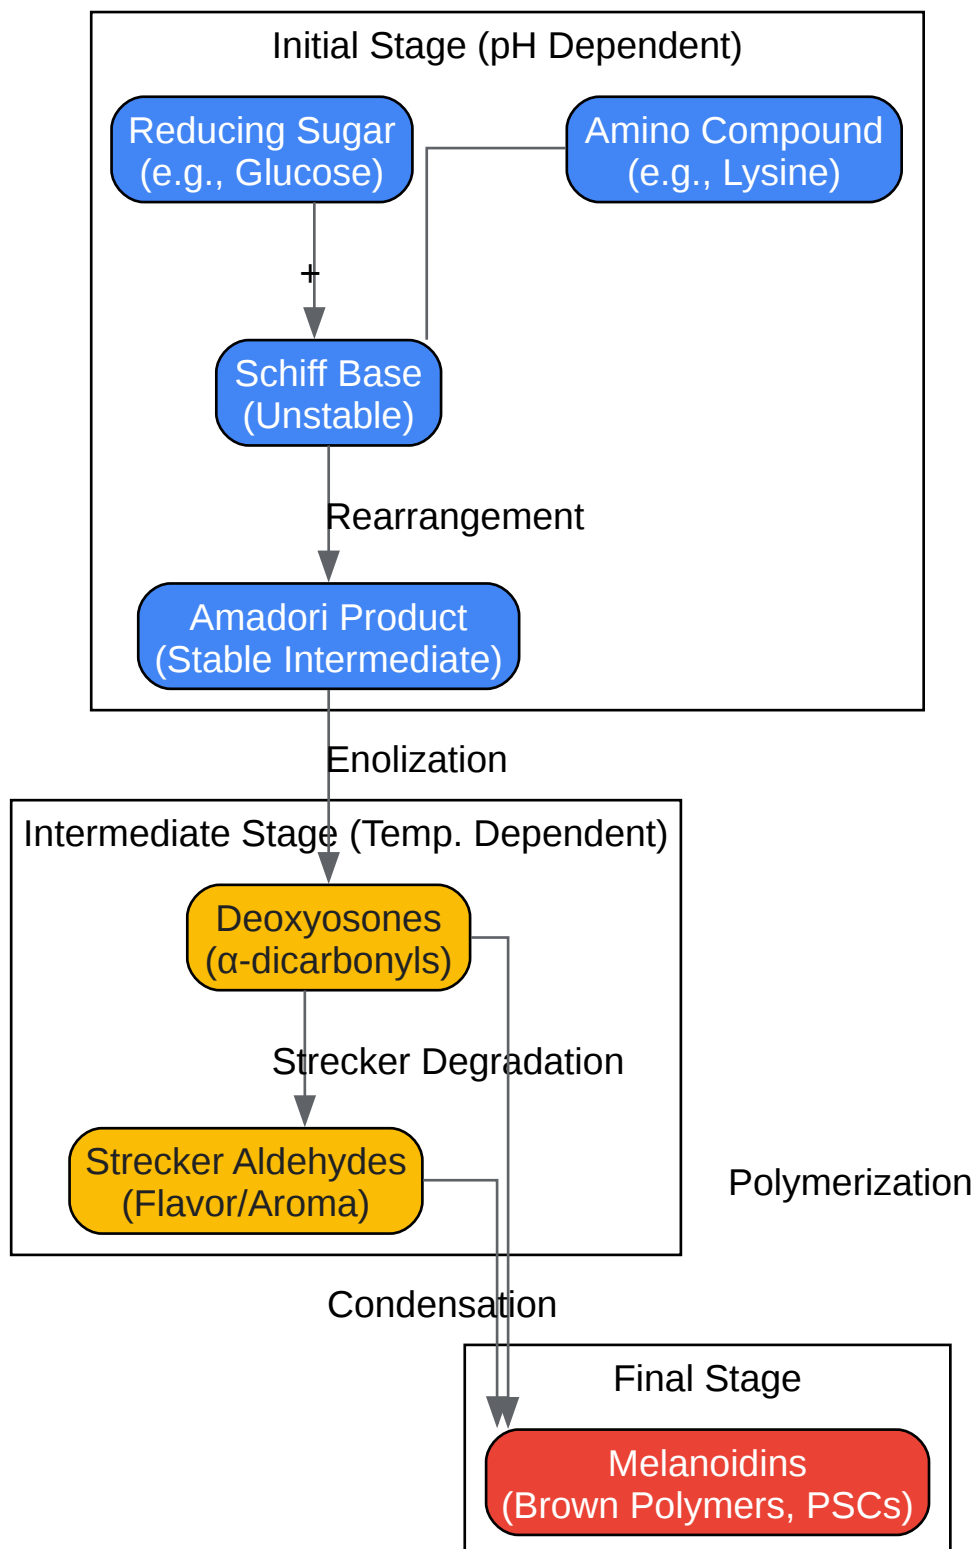 Initial Stage (pH Dependent)
Reducing Sugar
(e.g., Glucose)
Amino Compound
(e.g., Lysine)
+
Schiff Base
(Unstable)
Rearrangement
Amadori Product
(Stable Intermediate)
Enolization
Intermediate Stage (Temp. Dependent)
Deoxyosones
(α-dicarbonyls)
Strecker Degradation
Strecker Aldehydes
(Flavor/Aroma)
Polymerization
Condensation
Final Stage
Melanoidins
(Brown Polymers, PSCs)